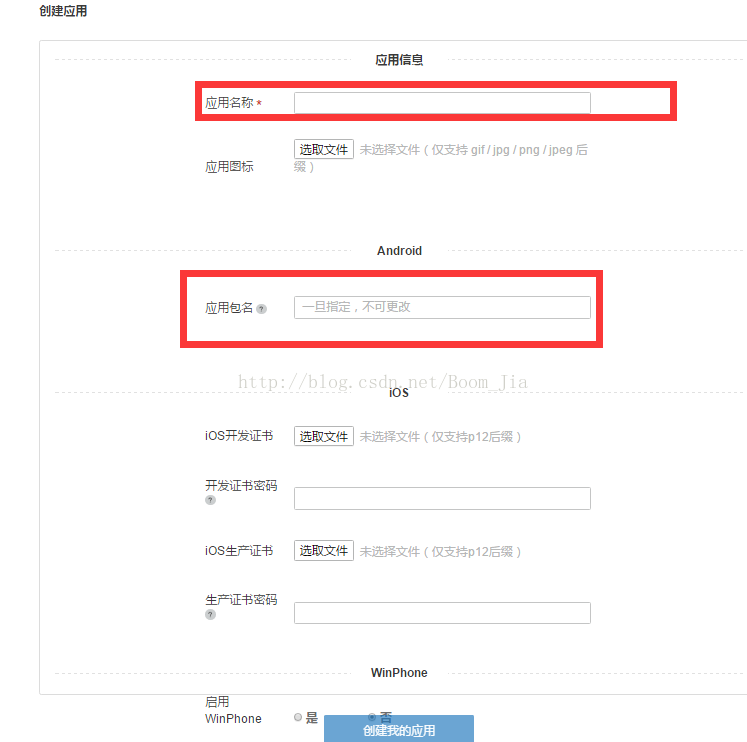 创建应用
应用信息
应用名称 *
应用图标
选取文件 未选择文件（仅支持 gif / jpg / png / jpeg 后
缀）
Android
应用包名 ?
一旦指定，不可更改
http://blog.csdn.net/Boom_Jia
iOS
iOS开发证书 选取文件 未选择文件（仅支持p12后缀）
开发证书密码
?
iOS生产证书 选取文件 未选择文件（仅支持p12后缀）
生产证书密码
?
WinPhone
启用
WinPhone 是 否
创建我的应用